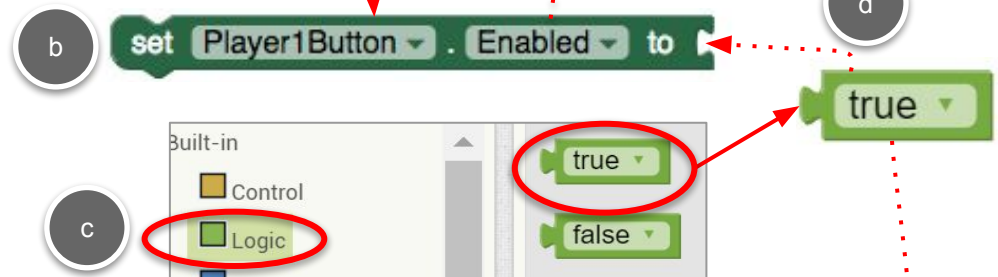 d
b
set Player1Button . Enabled to
true
Built-in
true
Control
c
Logic
false